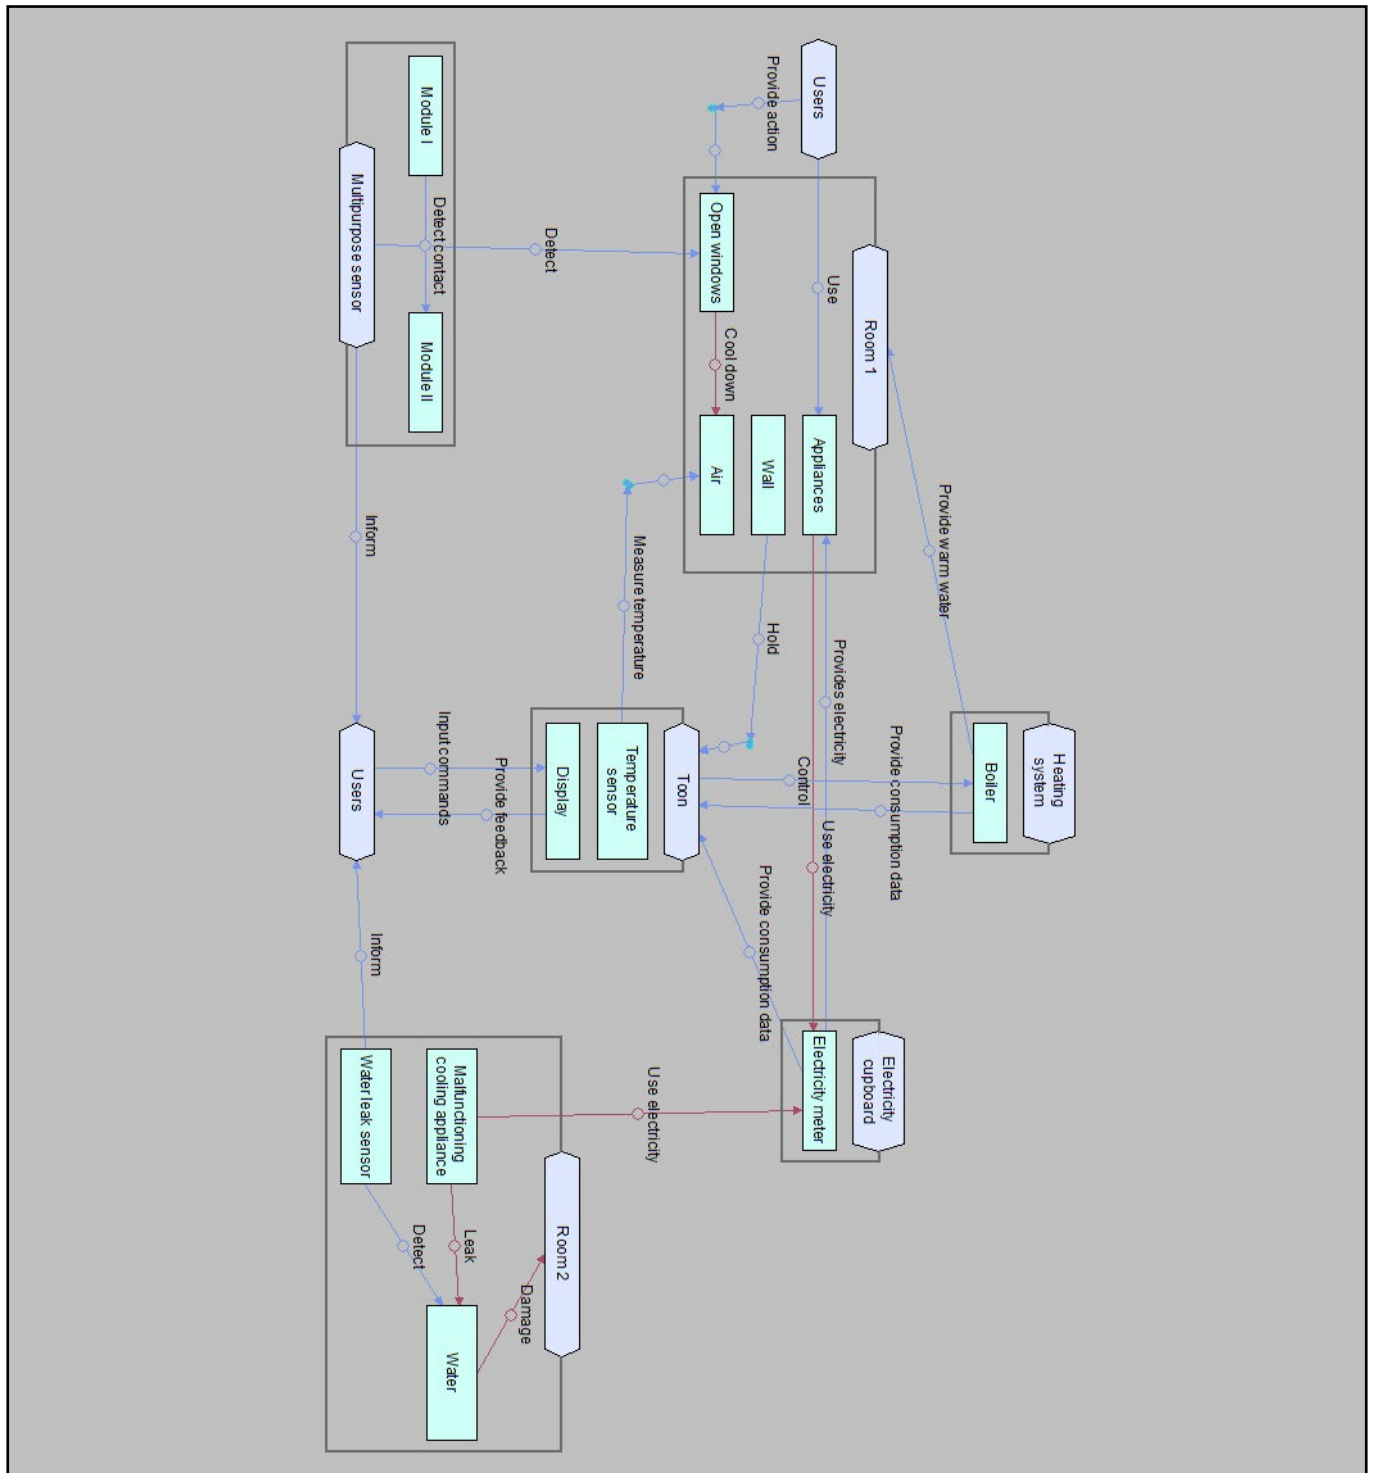 Heating
system
Boiler
Electricity
cupboard
Electricity meter
Provide warm water
Provide consumption data
Room 1
Users
Use
Appliances
Provides electricity
Use electricity
Control
Provide action
Wall
Hold
Provide consumption data
Open windows
Cool down
Air
Toon
Temperature
sensor
Display
Measure temperature
Use electricity
Detect
Room 2
Damage
Provide feedback
Input commands
Module I
Detect contact
Module II
Malfunctioning
cooling appliance
Leak
Water
Detect
Multipurpose sensor
Inform
Users
Inform
Water leak sensor